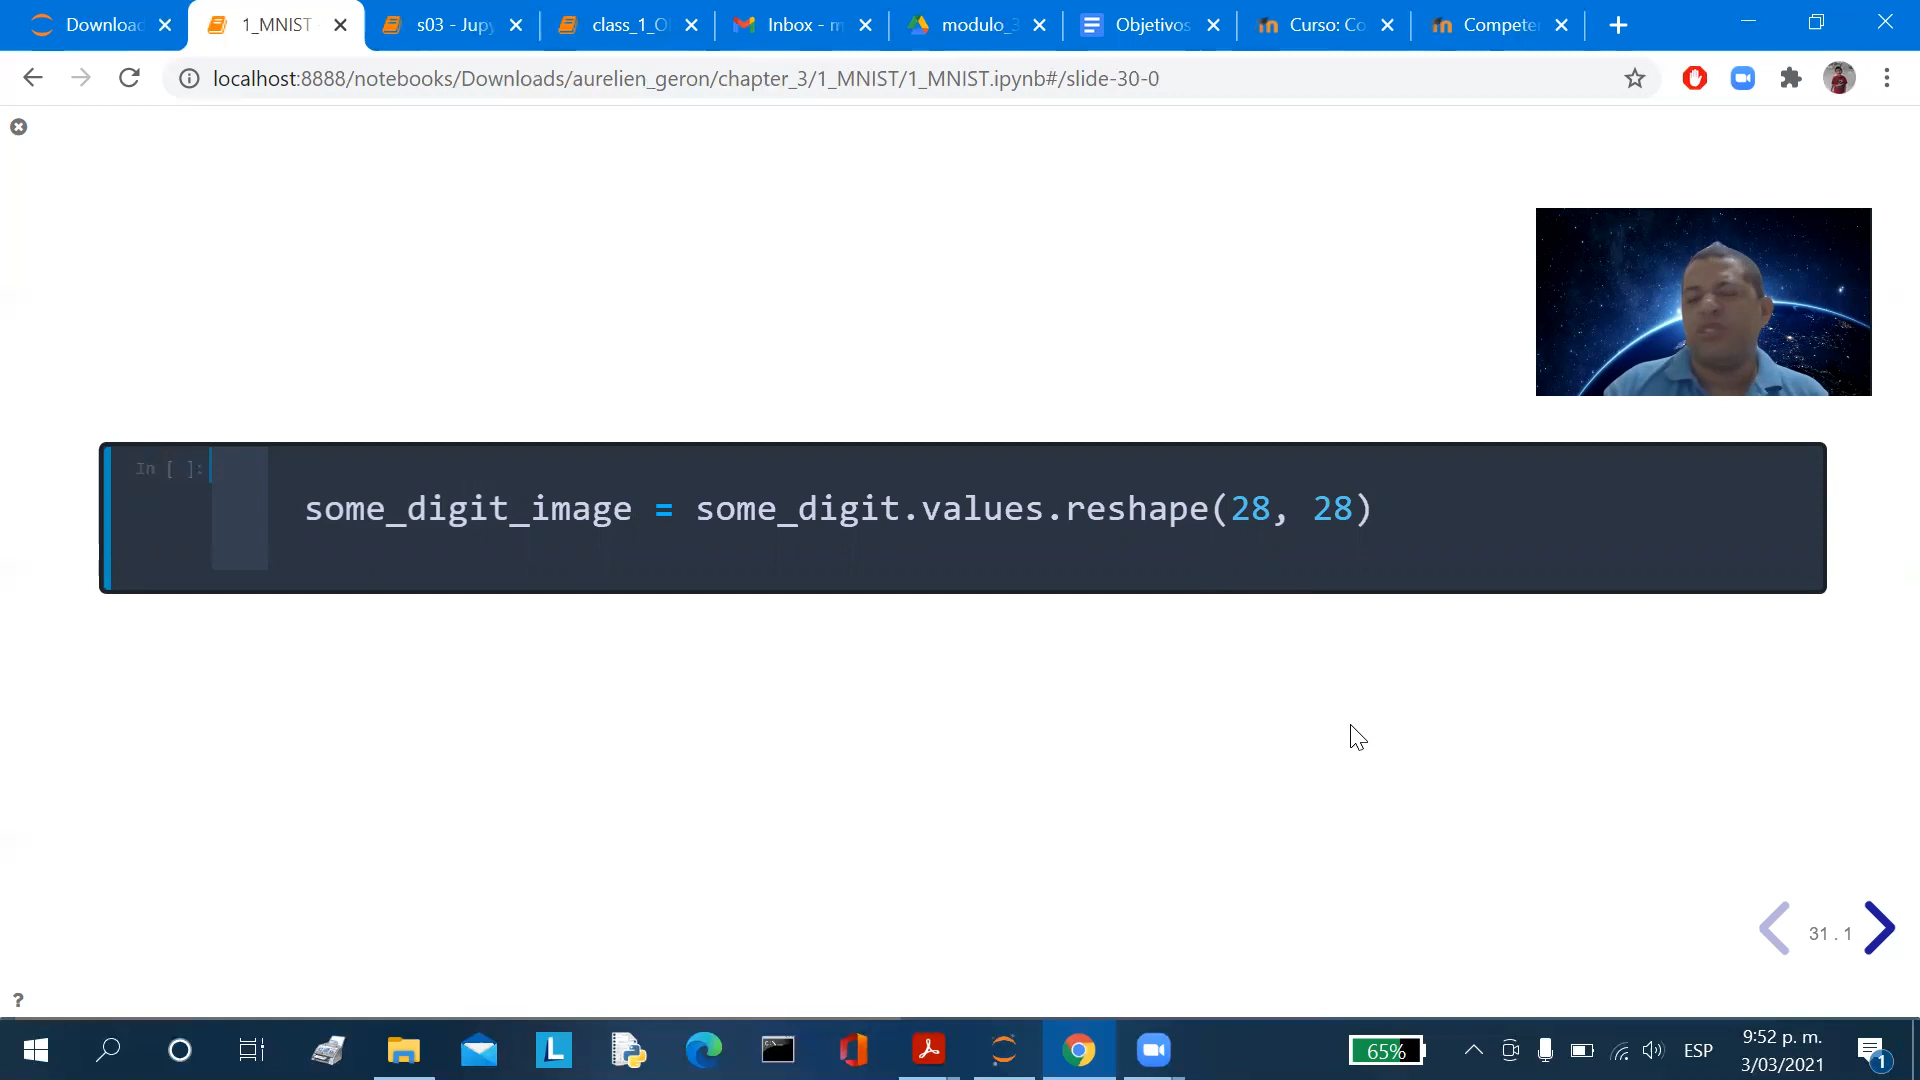 Download
1_MNIST
s03 - Jupy
class_1_O
Inbox - r
modulo_3
Objetivos
Curso: Co
Compete
localhost:8888/notebooks/Downloads/aurelien_geron/chapter_3/1_MNIST/1_MNIST.ipynb#/slide-30-0
In [ ]:
some_digit_image = some_digit.values.reshape(28, 28)
31 . 1
?
65%
ESP
9:52 p. m.
3/03/2021
1